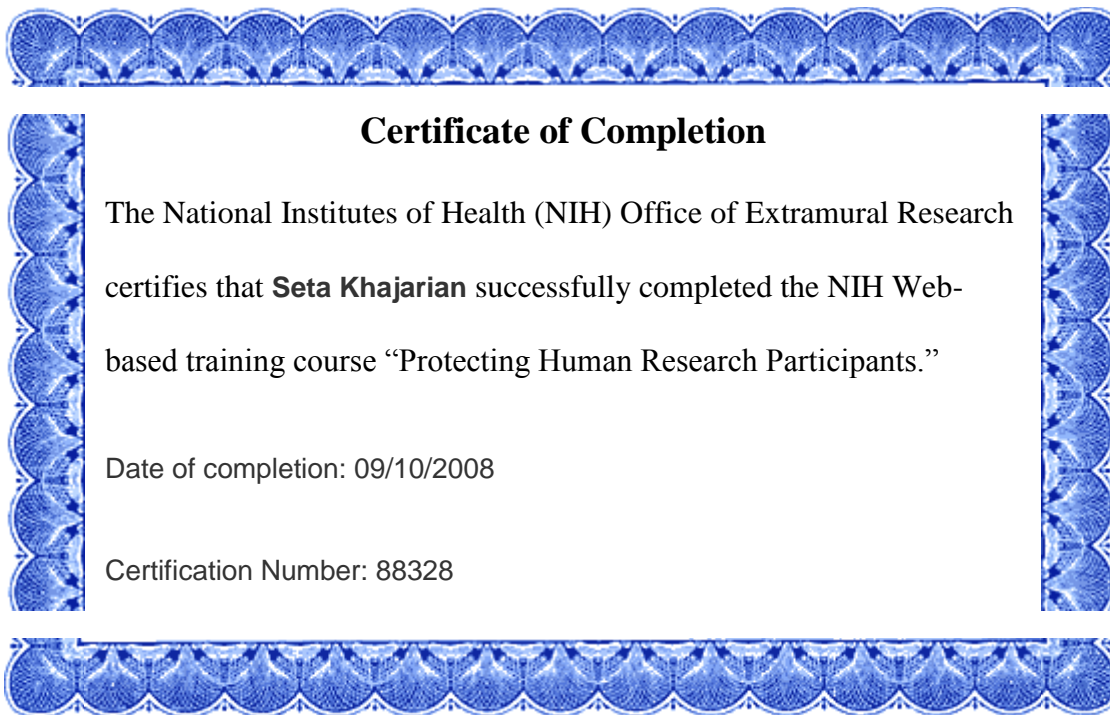 Certificate of Completion
The National Institutes of Health (NIH) Office of Extramural Research
certifies that Seta Khajarian successfully completed the NIH Web-
based training course “Protecting Human Research Participants.”
Date of completion: 09/10/2008
Certification Number: 88328